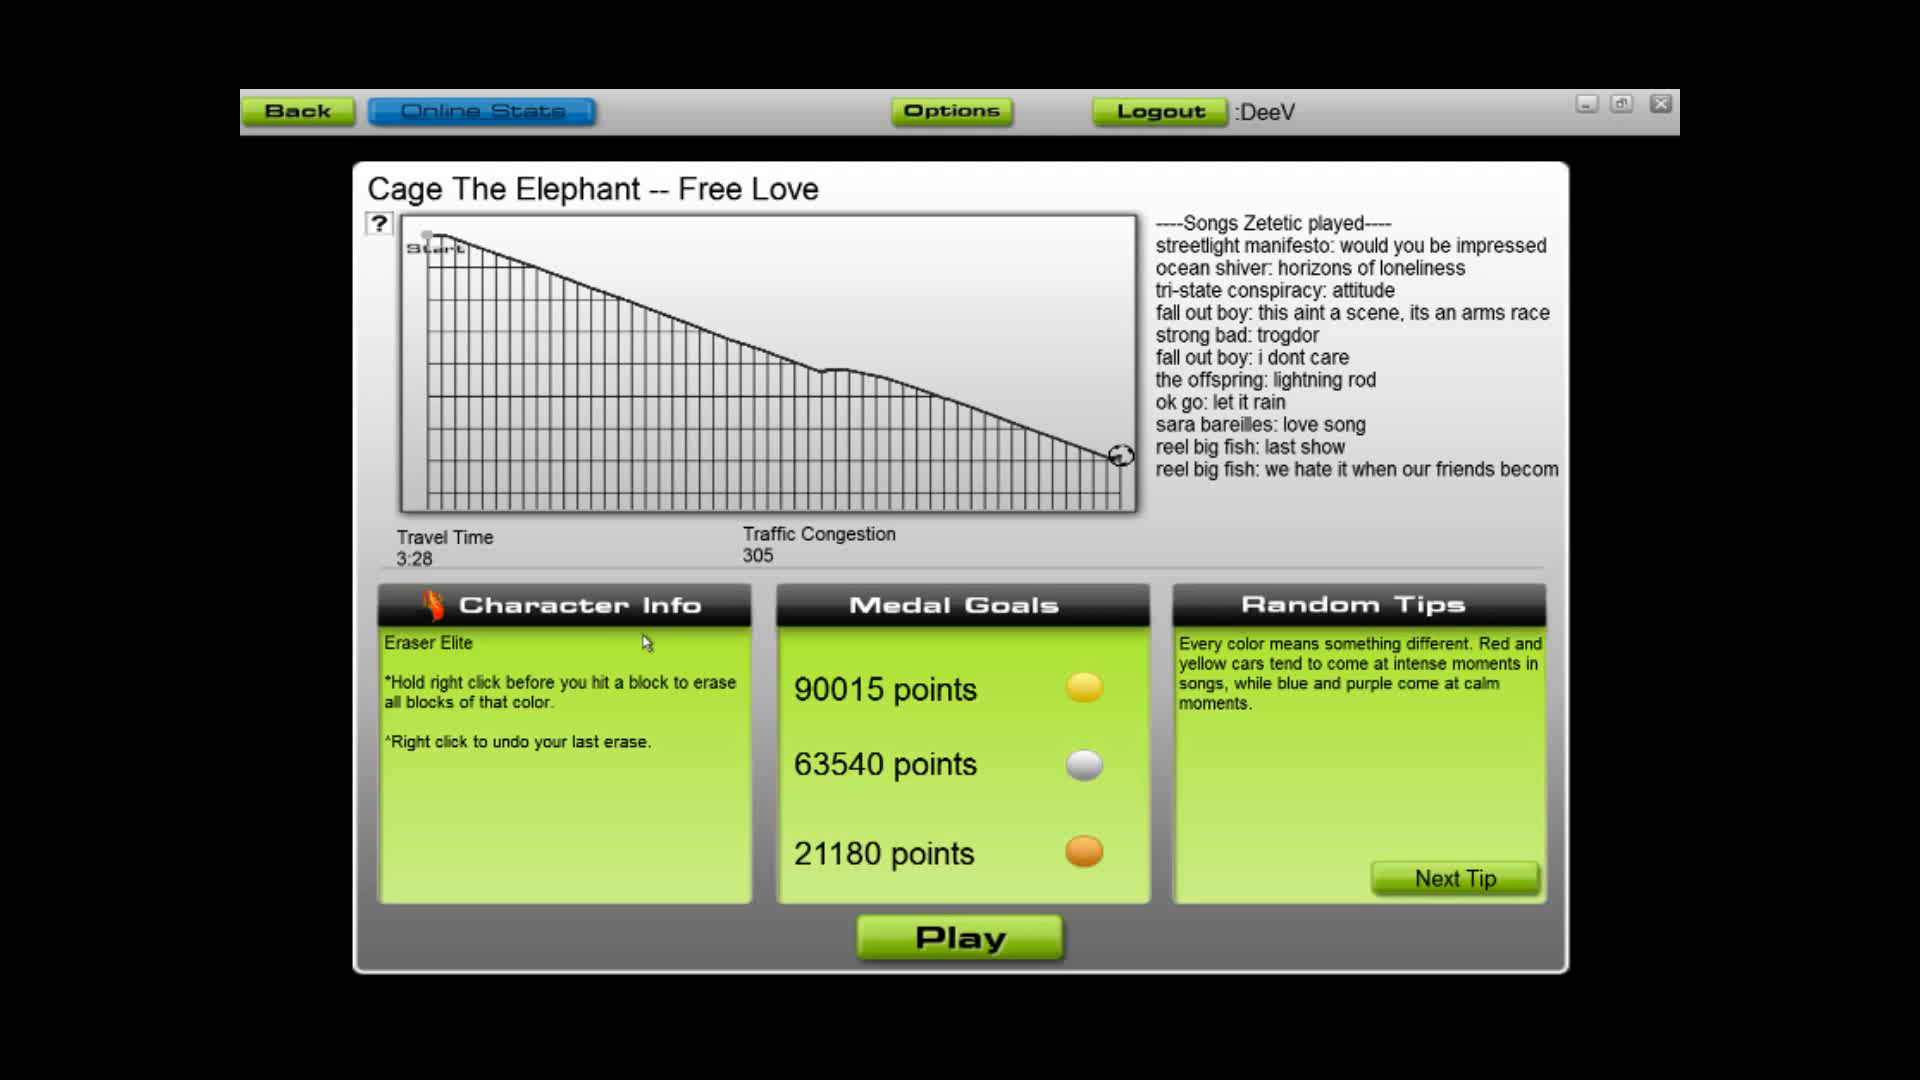 Back
Online Stats
Options
Logout
:DeeV
Cage The Elephant -- Free Love
?
Start
----Songs Zetetic played----
streetlight manifesto: would you be impressed
ocean shiver: horizons of loneliness
tri-state conspiracy: attitude
fall out boy: this aint a scene, its an arms race
strong bad: trogdor
fall out boy: i dont care
the offspring: lightning rod
ok go: let it rain
sara bareilles: love song
reel big fish: last show
reel big fish: we hate it when our friends becom
Travel Time
3:28
Traffic Congestion
305
Character Info
Eraser Elite
*Hold right click before you hit a block to erase
all blocks of that color.
^Right click to undo your last erase.
Medal Goals
90015 points
63540 points
21180 points
Random Tips
Every color means something different. Red and
yellow cars tend to come at intense moments in
songs, while blue and purple come at calm
moments.
Next Tip
Play